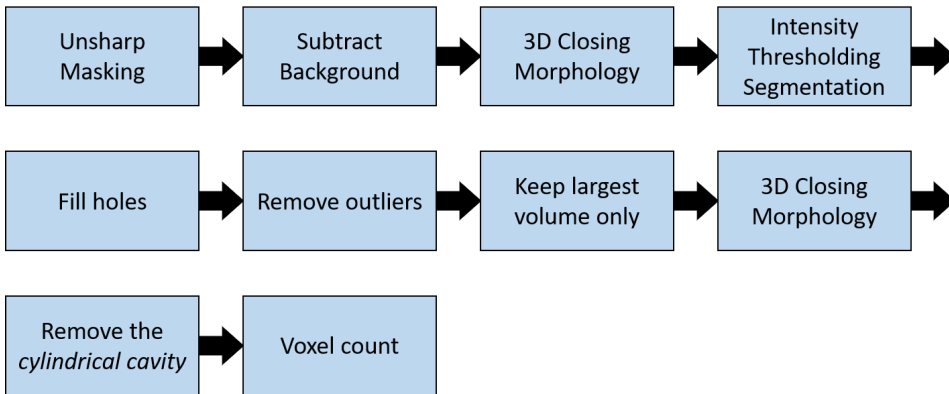 Unsharp
Masking
Subtract
Background
3D Closing
Morphology
Intensity
Thresholding
Segmentation
Fill holes
Remove outliers
Keep largest
volume only
3D Closing
Morphology
Remove the
cylindrical cavity
Voxel count